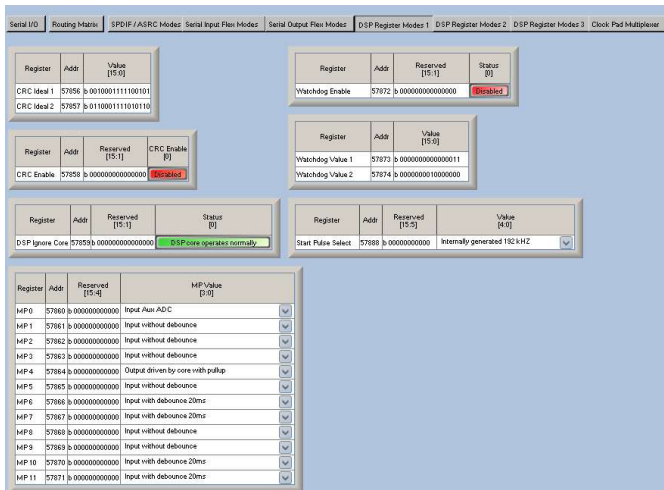 Serial I/O Routing Matrix SPDIF / ASRC Modes Serial Input Flex Modes Serial Output Flex Modes DSP Register Modes 1 DSP Register Modes 2 DSP Register Modes 3 Clock Pad Multiplexer
Register Addr Value [15:0]
CRC Ideal 1 57856 b 0010001111100101
CRC Ideal 2 57857 b 0110001111010110
Register Addr Reserved [15:1] Status [0]
Watchdog Enable 57872 b 000000000000000 Disabled
Register Addr Reserved [15:1] CRC Enable [0]
CRC Enable 57858 b 000000000000000 Disabled
Register Addr Value [15:0]
Watchdog Value 1 57873 b 0000000000000011
Watchdog Value 2 57874 b 0000000010000000
Register Addr Reserved [15:1] Status [0]
DSP Ignore Core 57859 b 000000000000000 DSP core operates normally
Register Addr Reserved [15:5] Value [4:0]
Start Pulse Select 57888 b 00000000000 Internally generated 192 kHZ
Register Addr Reserved [15:4] MP Value [3:0]
MP 0 57860 b 000000000000 Input Aux ADC
MP 1 57861 b 000000000000 Input without debounce
MP 2 57862 b 000000000000 Input without debounce
MP 3 57863 b 000000000000 Input without debounce
MP 4 57864 b 000000000000 Output driven by core with pullup
MP 5 57865 b 000000000000 Input without debounce
MP 6 57866 b 000000000000 Input with debounce 20ms
MP 7 57867 b 000000000000 Input with debounce 20ms
MP 8 57868 b 000000000000 Input without debounce
MP 9 57869 b 000000000000 Input without debounce
MP 10 57870 b 000000000000 Input with debounce 20ms
MP 11 57871 b 000000000000 Input with debounce 20ms